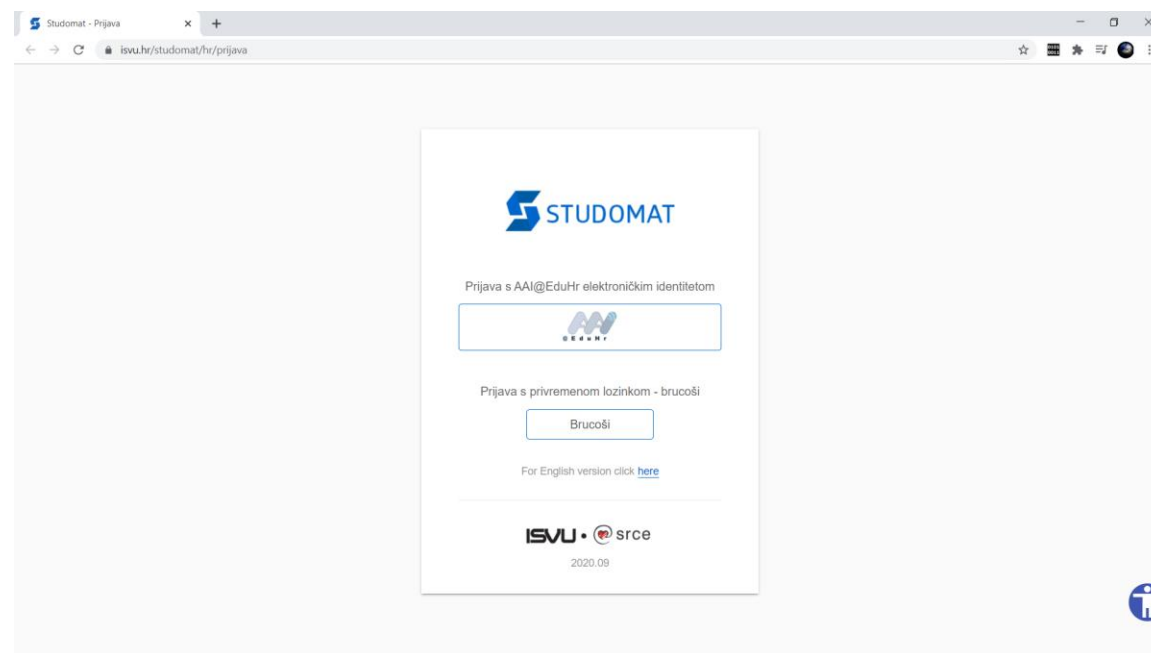 Studomat - Prijava
isvu.hr/studomat/hr/prijava
STUDOMAT
Prijava s AAI@EduHr elektroničkim identitetom
AAI
@EduHr
Prijava s privremenom lozinkom - brucoši
Brucoši
For English version click here
ISVU • srce
2020.09